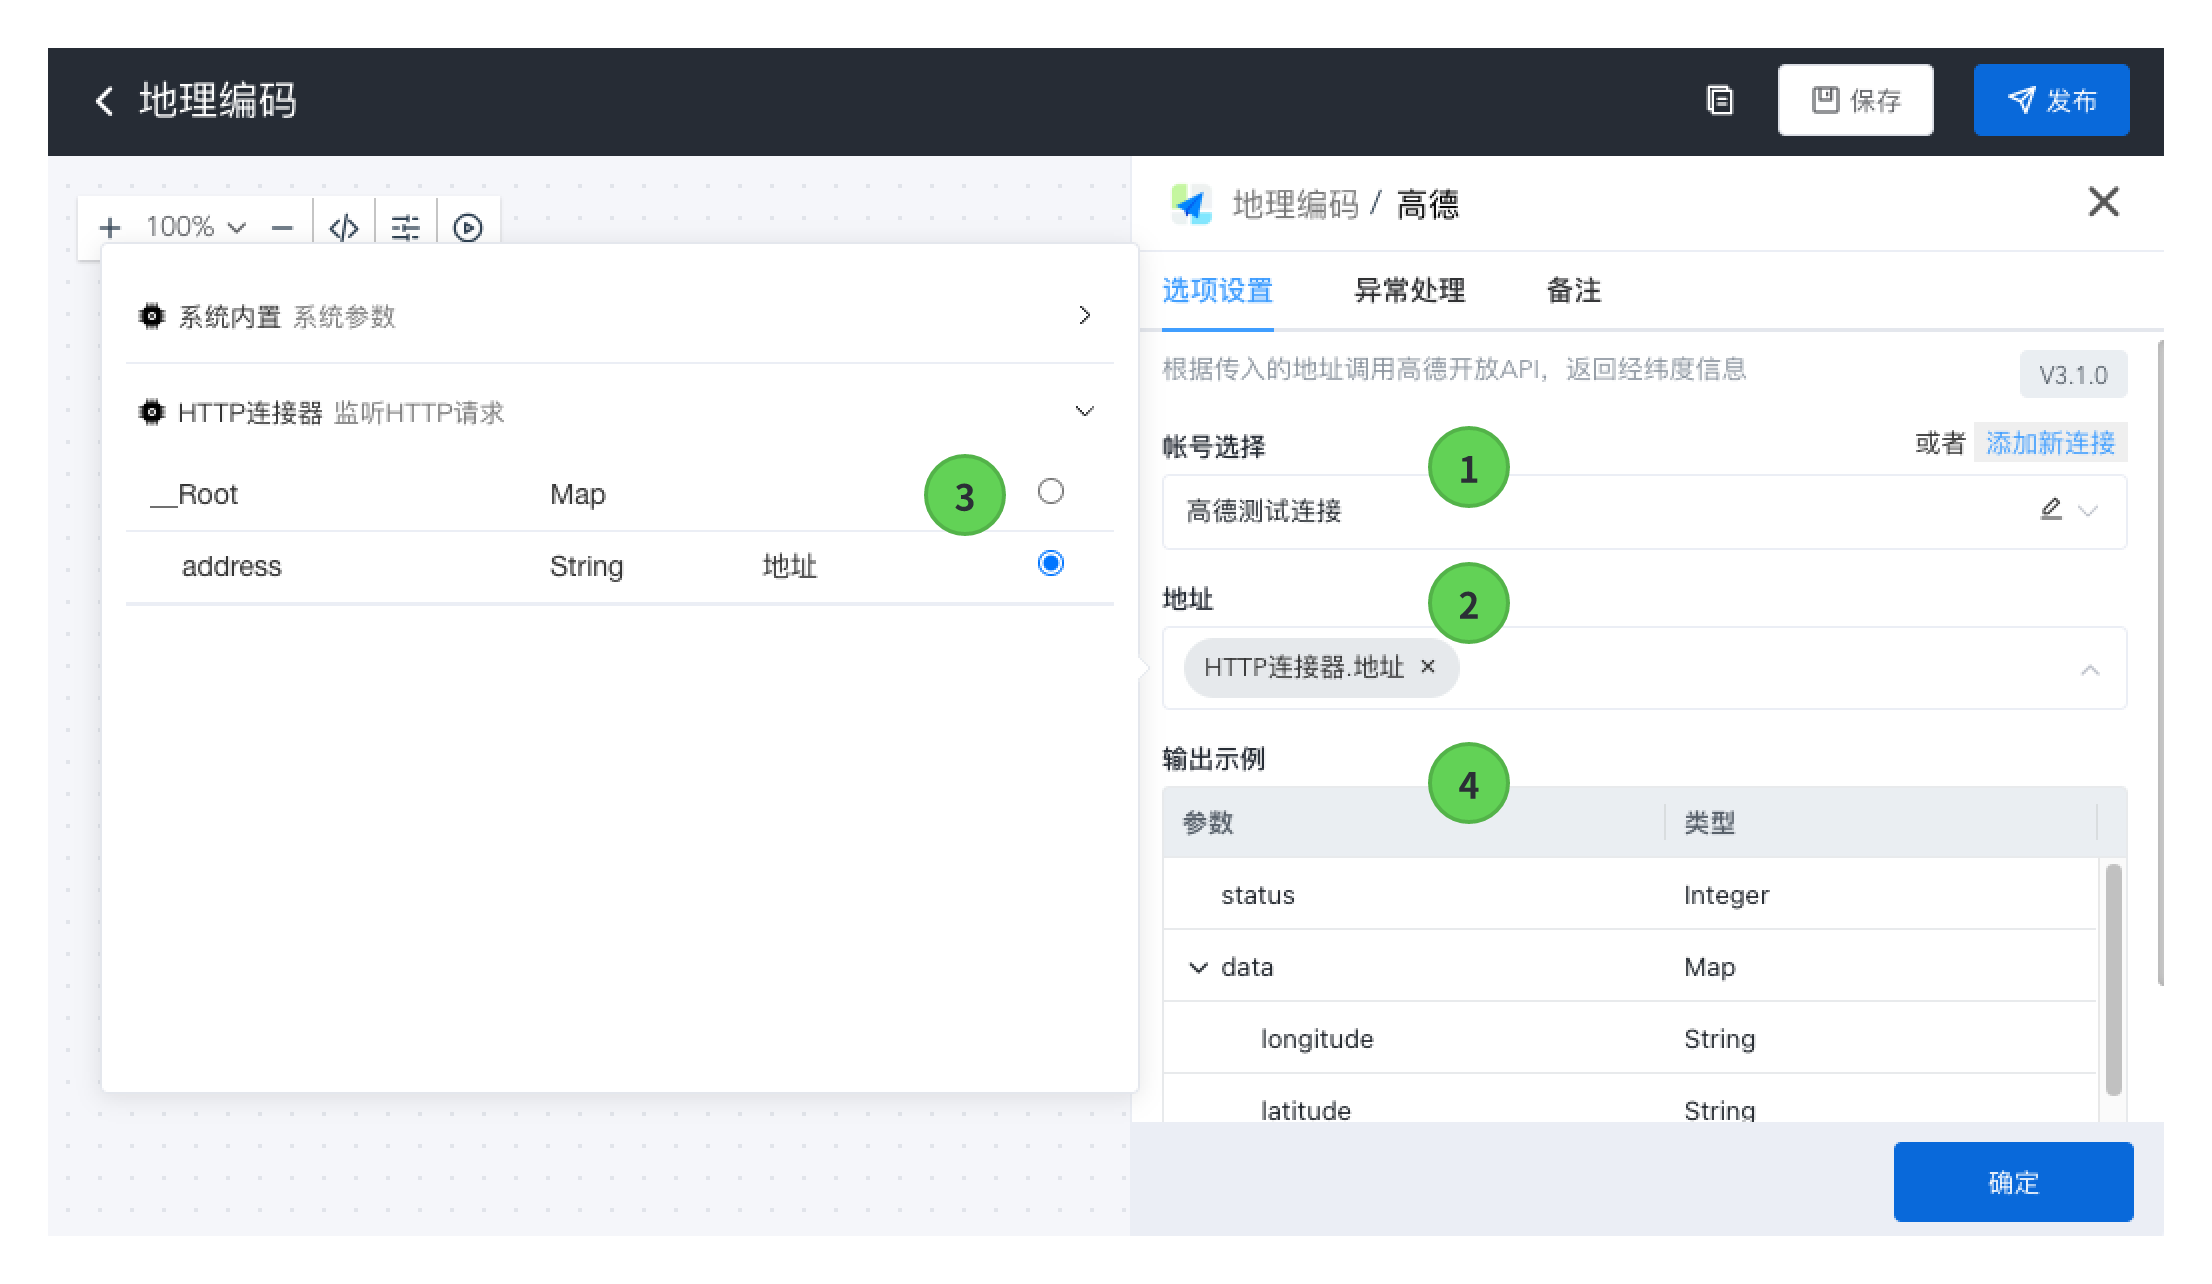 地理编码
保存
发布
100%
系统内置 系统参数
HTTP连接器 监听HTTP请求
__Root Map
3
address String 地址
地理编码 / 高德
选项设置 异常处理 备注
根据传入的地址调用高德开放API，返回经纬度信息
V3.1.0
帐号选择
1
或者 添加新连接
高德测试连接
地址
2
HTTP连接器.地址 ×
输出示例
4
参数 类型
status Integer
data Map
longitude String
latitude String
确定